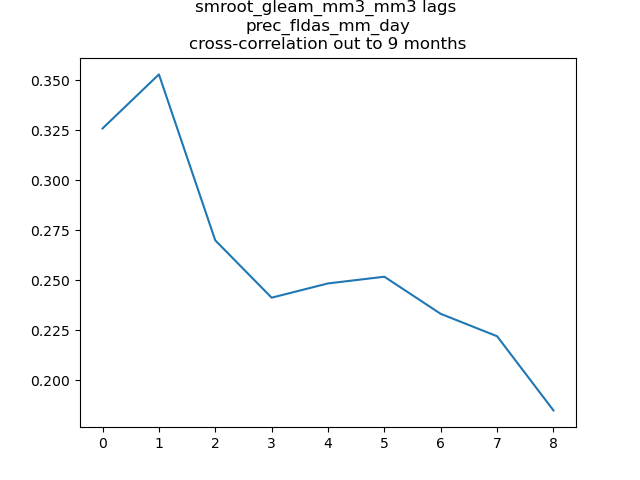 smroot_gleam_mm3_mm3 lags
prec_fldas_mm_day
cross-correlation out to 9 months
0.350
0.325
0.300
0.275
0.250
0.225
0.200
0 1 2 3 4 5 6 7 8